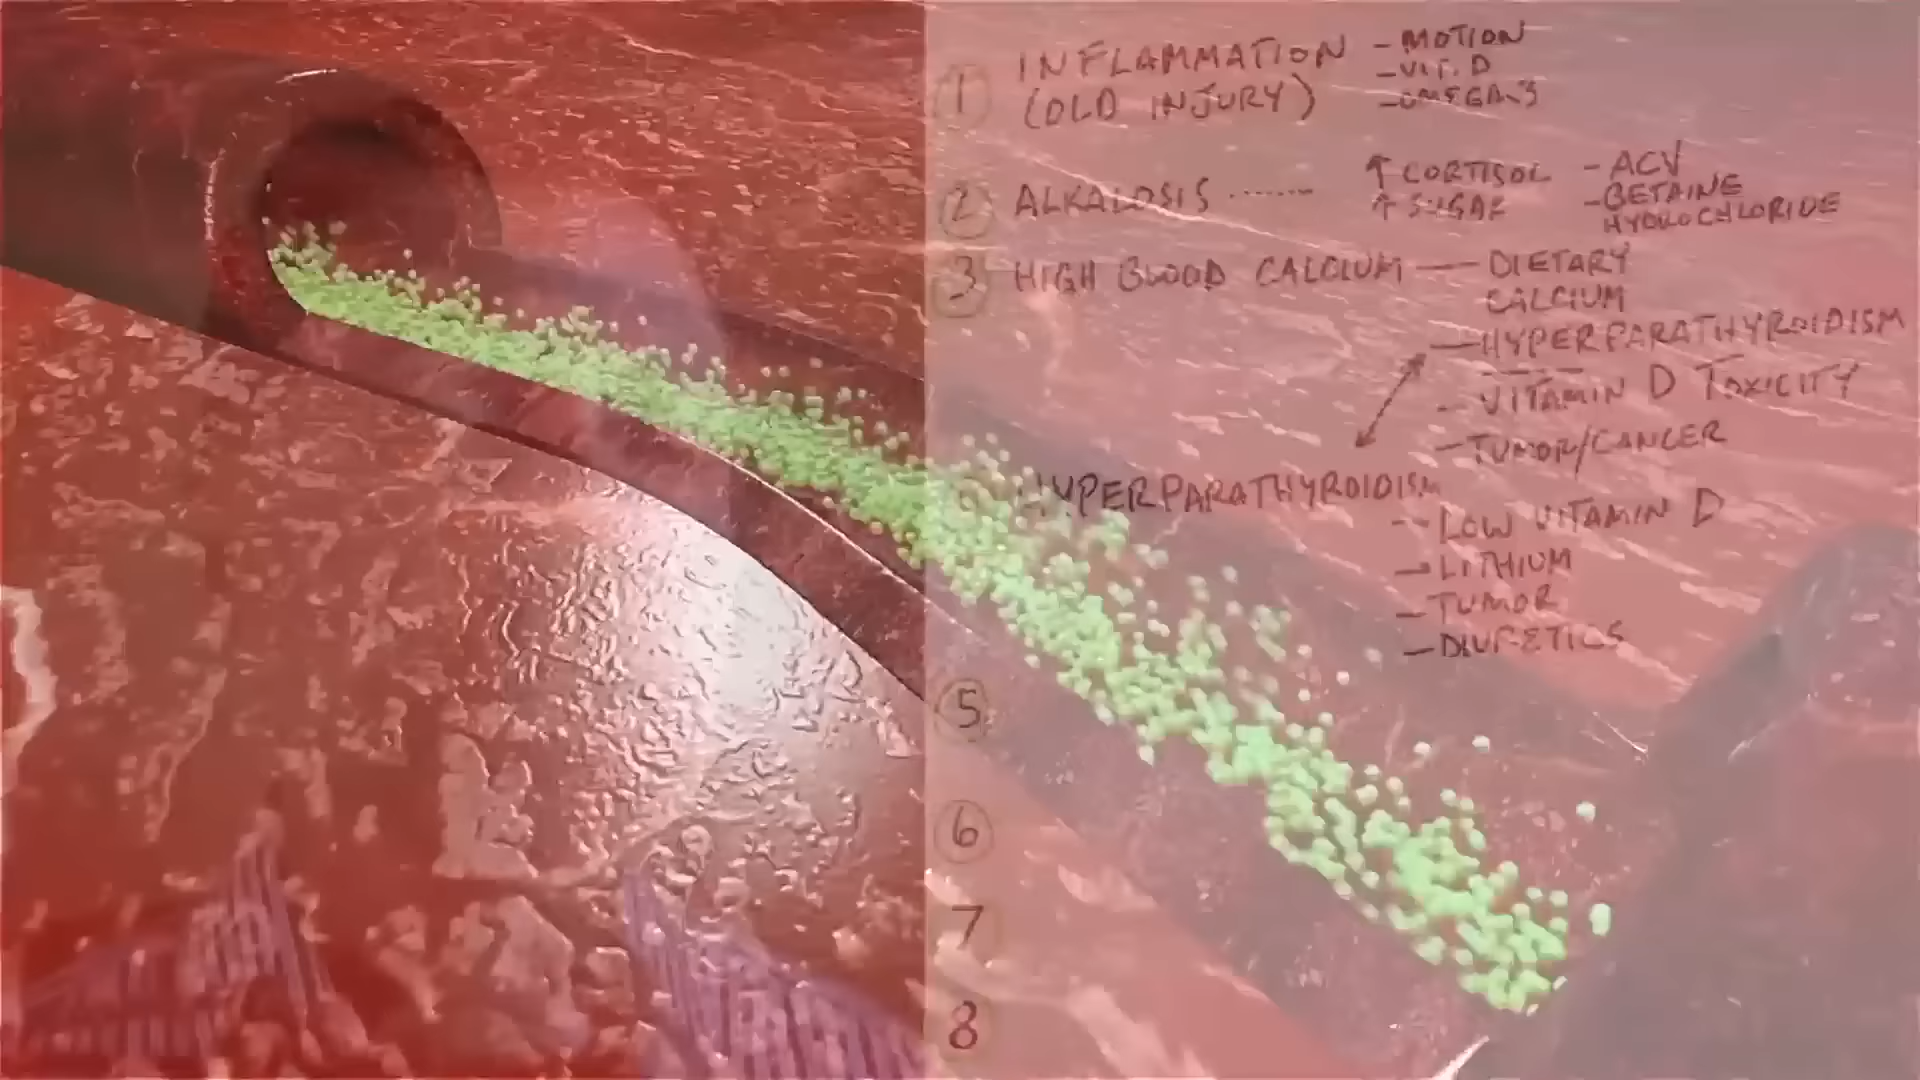 1 INFLAMMATION - MOTION
(OLD INJURY) - VIT. D
- OMEGA-3
2 ALKALOSIS ........ ↑ CORTISOL - ACV
↑ SUGAR - BETAINE
HYDROCHLORIDE
3 HIGH BLOOD CALCIUM — DIETARY
CALCIUM
— HYPERPARATHYROIDISM
- VITAMIN D TOXICITY
- TUMOR/CANCER
HYPERPARATHYROIDISM
- LOW VITAMIN D
- LITHIUM
- TUMOR
- DIURETICS
5
6
7
8